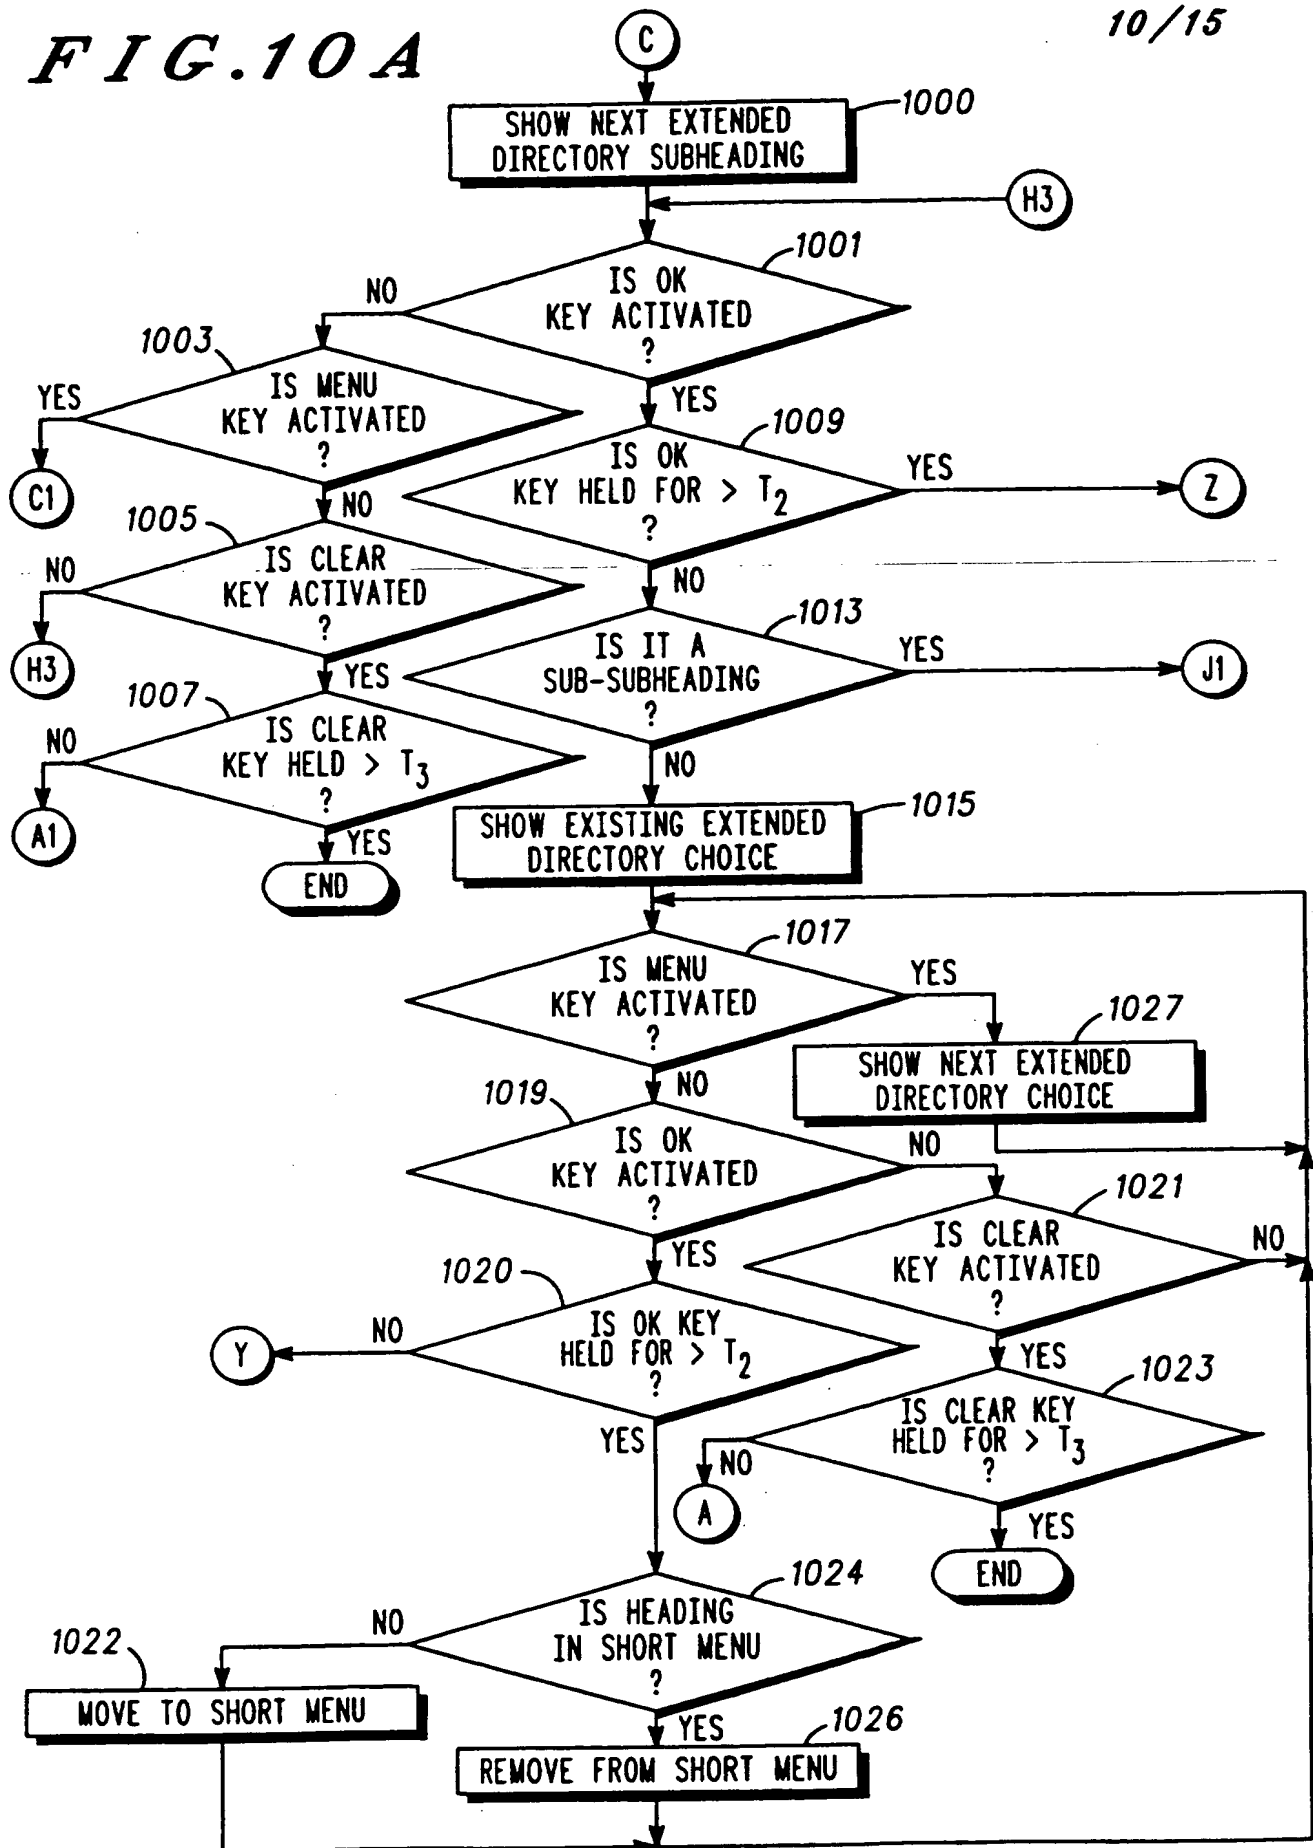 FIG.10A
10/15
C
1000
SHOW NEXT EXTENDED
DIRECTORY SUBHEADING
H3
1001
IS OK
KEY ACTIVATED
?
NO
YES
1003
IS MENU
KEY ACTIVATED
?
YES
C1
NO
1009
IS OK
KEY HELD FOR > T2
?
YES
Z
NO
1005
IS CLEAR
KEY ACTIVATED
?
NO
H3
YES
1013
IS IT A
SUB-SUBHEADING
?
YES
J1
NO
1007
IS CLEAR
KEY HELD > T3
?
NO
A1
YES
END
1015
SHOW EXISTING EXTENDED
DIRECTORY CHOICE
1017
IS MENU
KEY ACTIVATED
?
YES
NO
1027
SHOW NEXT EXTENDED
DIRECTORY CHOICE
1019
IS OK
KEY ACTIVATED
?
NO
YES
1021
IS CLEAR
KEY ACTIVATED
?
NO
YES
1020
IS OK KEY
HELD FOR > T2
?
NO
Y
YES
1023
IS CLEAR KEY
HELD FOR > T3
?
NO
A
YES
END
1024
IS HEADING
IN SHORT MENU
?
NO
YES
1022
MOVE TO SHORT MENU
1026
REMOVE FROM SHORT MENU